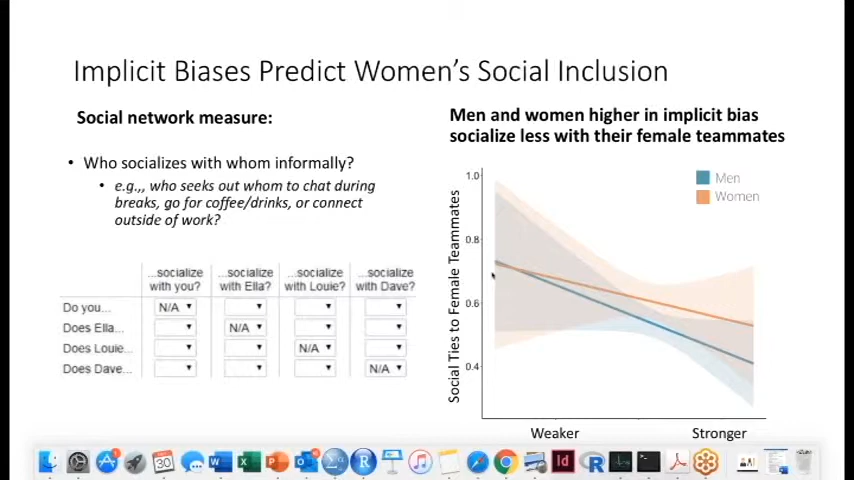 Implicit Biases Predict Women's Social Inclusion
Social network measure:
• Who socializes with whom informally?
• e.g.,, who seeks out whom to chat during
breaks, go for coffee/drinks, or connect
outside of work?
...socialize with you? ...socialize with Ella? ...socialize with Louie? ...socialize with Dave?
Do you... N/A
Does Ella... N/A
Does Louie... N/A
Does Dave... N/A
Men and women higher in implicit bias
socialize less with their female teammates
Men
Women
Social Ties to Female Teammates
1.0
0.8
0.6
0.4
Weaker Stronger
30